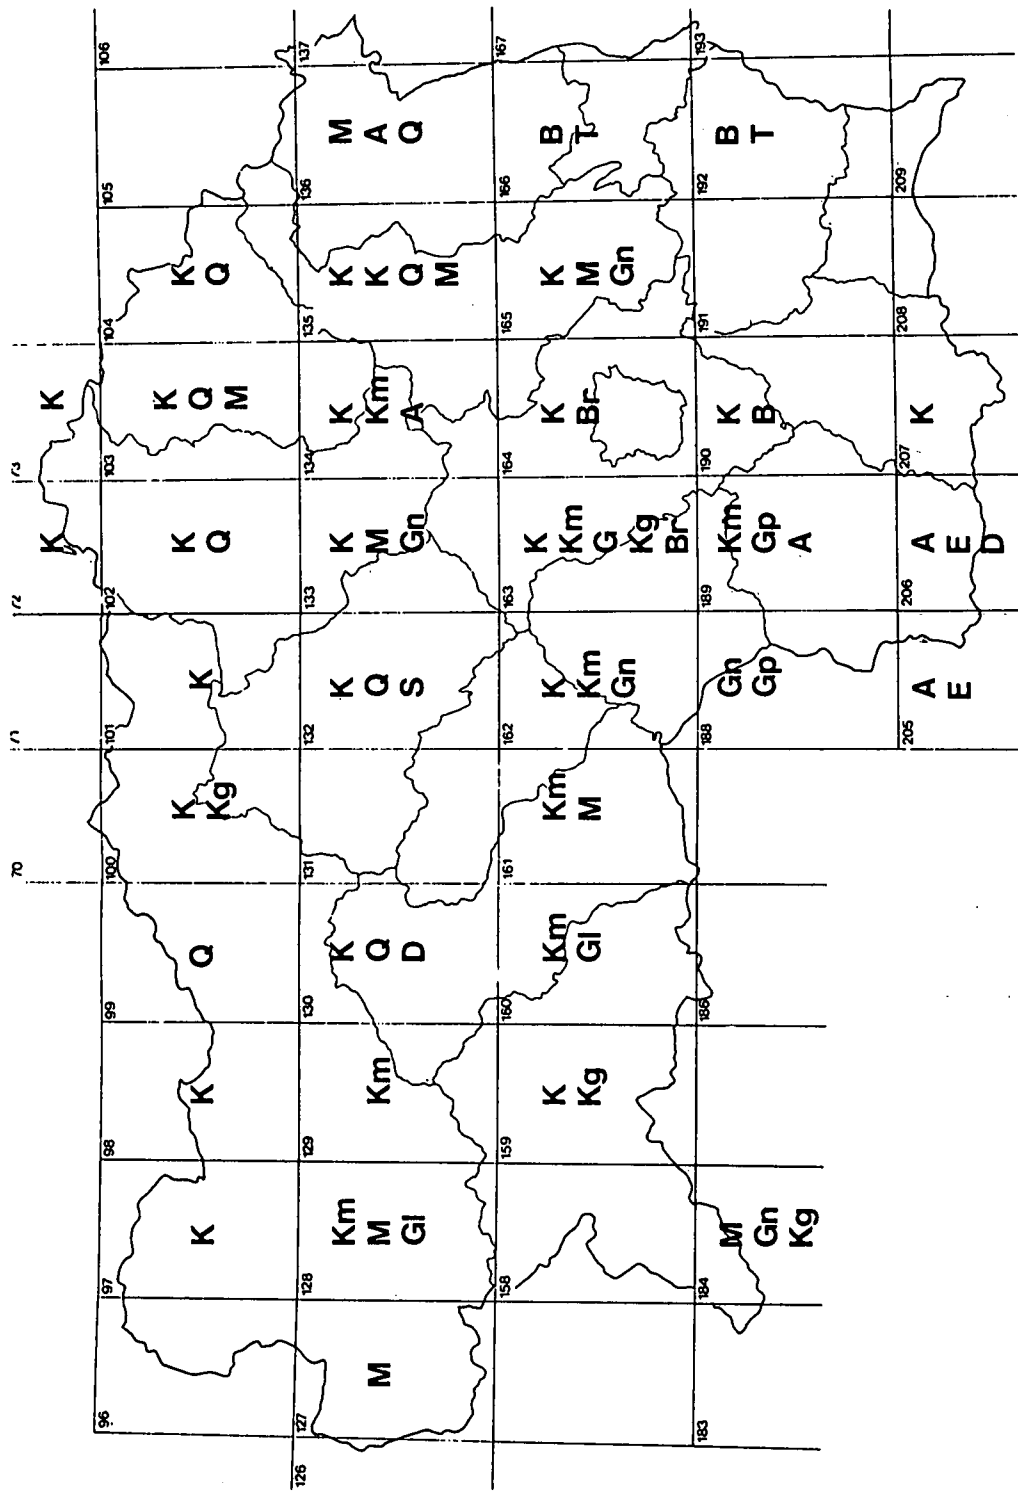 70
71
72
K
73
K
96
97
K
98
K
99
Q
100
K
Kg
101
K
102
K
Q
103
K
Q
M
104
K
Q
105
106
126
127
M
128
Km
M
Gl
129
Km
130
K
Q
D
131
132
K
Q
S
133
K
M
Gn
134
K
Km
A
135
K
K
Q
M
136
M
A
Q
137
158
159
K
Kg
160
Km
Gl
161
Km
M
162
K
Km
Gn
163
K
Km
G
Kg
Br
164
K
Br
165
K
M
Gn
166
B
T
167
183
184
M
Gn
Kg
186
188
Gn
Gp
189
Km
Gp
A
190
K
B
191
192
B
T
193
205
A
E
206
A
E
D
207
K
208
209